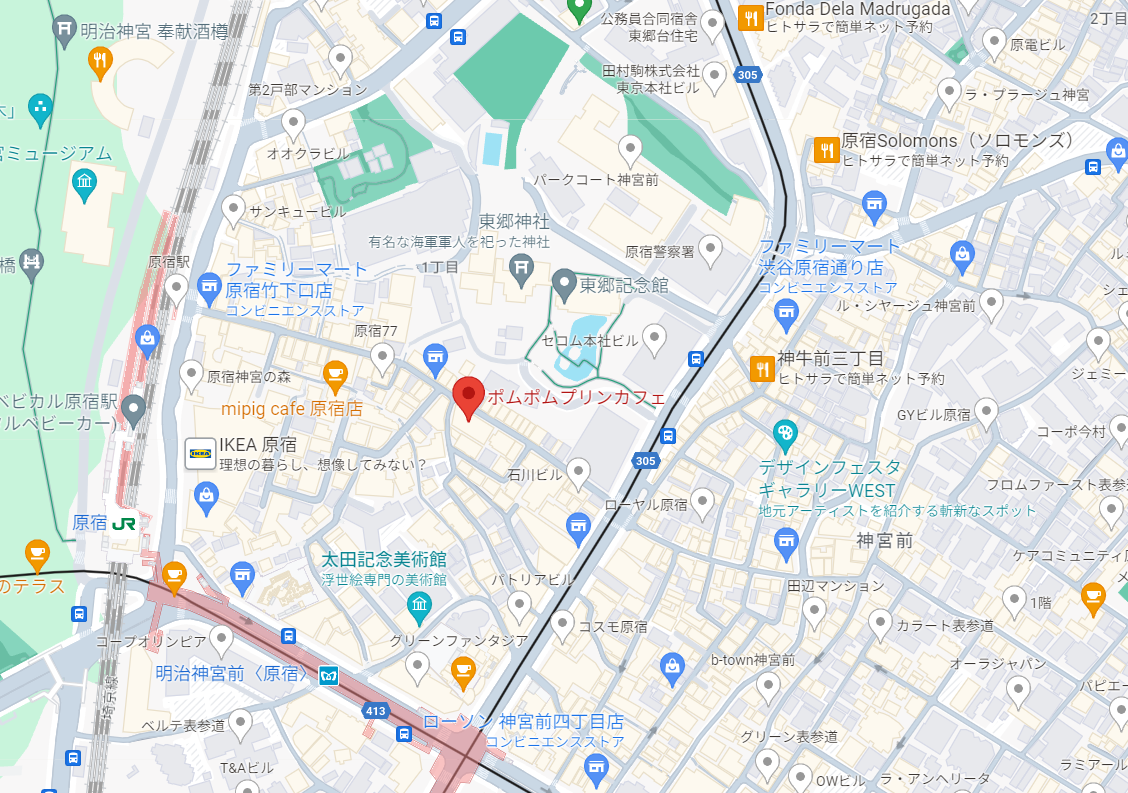 明治神宮 奉献酒樽
公務員合同宿舎
東郷台住宅
Fonda Dela Madrugada
ヒトサラで簡単ネット予約
2丁目
原電ビル
第2戸部マンション
田村駒株式会社
東京本社ビル
305
ラ・プラージュ神宮
木」
宮ミュージアム
オオクラビル
原宿Solomons（ソロモンズ）
ヒトサラで簡単ネット予約
パークコート神宮前
サンキュービル
東郷神社
有名な海軍軍人を祀った神社
原宿警察署
ファミリーマート
渋谷原宿通り店
コンビニエンスストア
橋
原宿駅
1丁目
ファミリーマート
原宿竹下口店
コンビニエンスストア
東郷記念館
ル・シヤージュ神宮前
シェ
原宿77
セコム本社ビル
神牛前三丁目
ヒトサラで簡単ネット予約
ジェミー
原宿神宮の森
mipig cafe 原宿店
ポムポムプリンカフェ
ベビカル原宿駅
ルベビーカー)
GYビル原宿
コーポ今村
IKEA
IKEA 原宿
理想の暮らし、想像してみない？
305
石川ビル
デザインフェスタ
ギャラリーWEST
地元アーティストを紹介する斬新なスポット
フロムファースト表参
ローヤル原宿
原宿 JR
神宮前
太田記念美術館
浮世絵専門の美術館
ケアコミュニティ
メ
のテラス
パトリアビル
田辺マンション
1階
コープオリンピア
グリーンファンタジア
コスモ原宿
カラート表参道
明治神宮前〈原宿〉
b-town神宮前
オーラジャパン
埼京線
パピエ
413
ベルテ表参道
ローソン 神宮前四丁目店
コンビニエンスストア
グリーン表参道
T&Aビル
OWビル
ラ・アンヘリータ
ラミアール